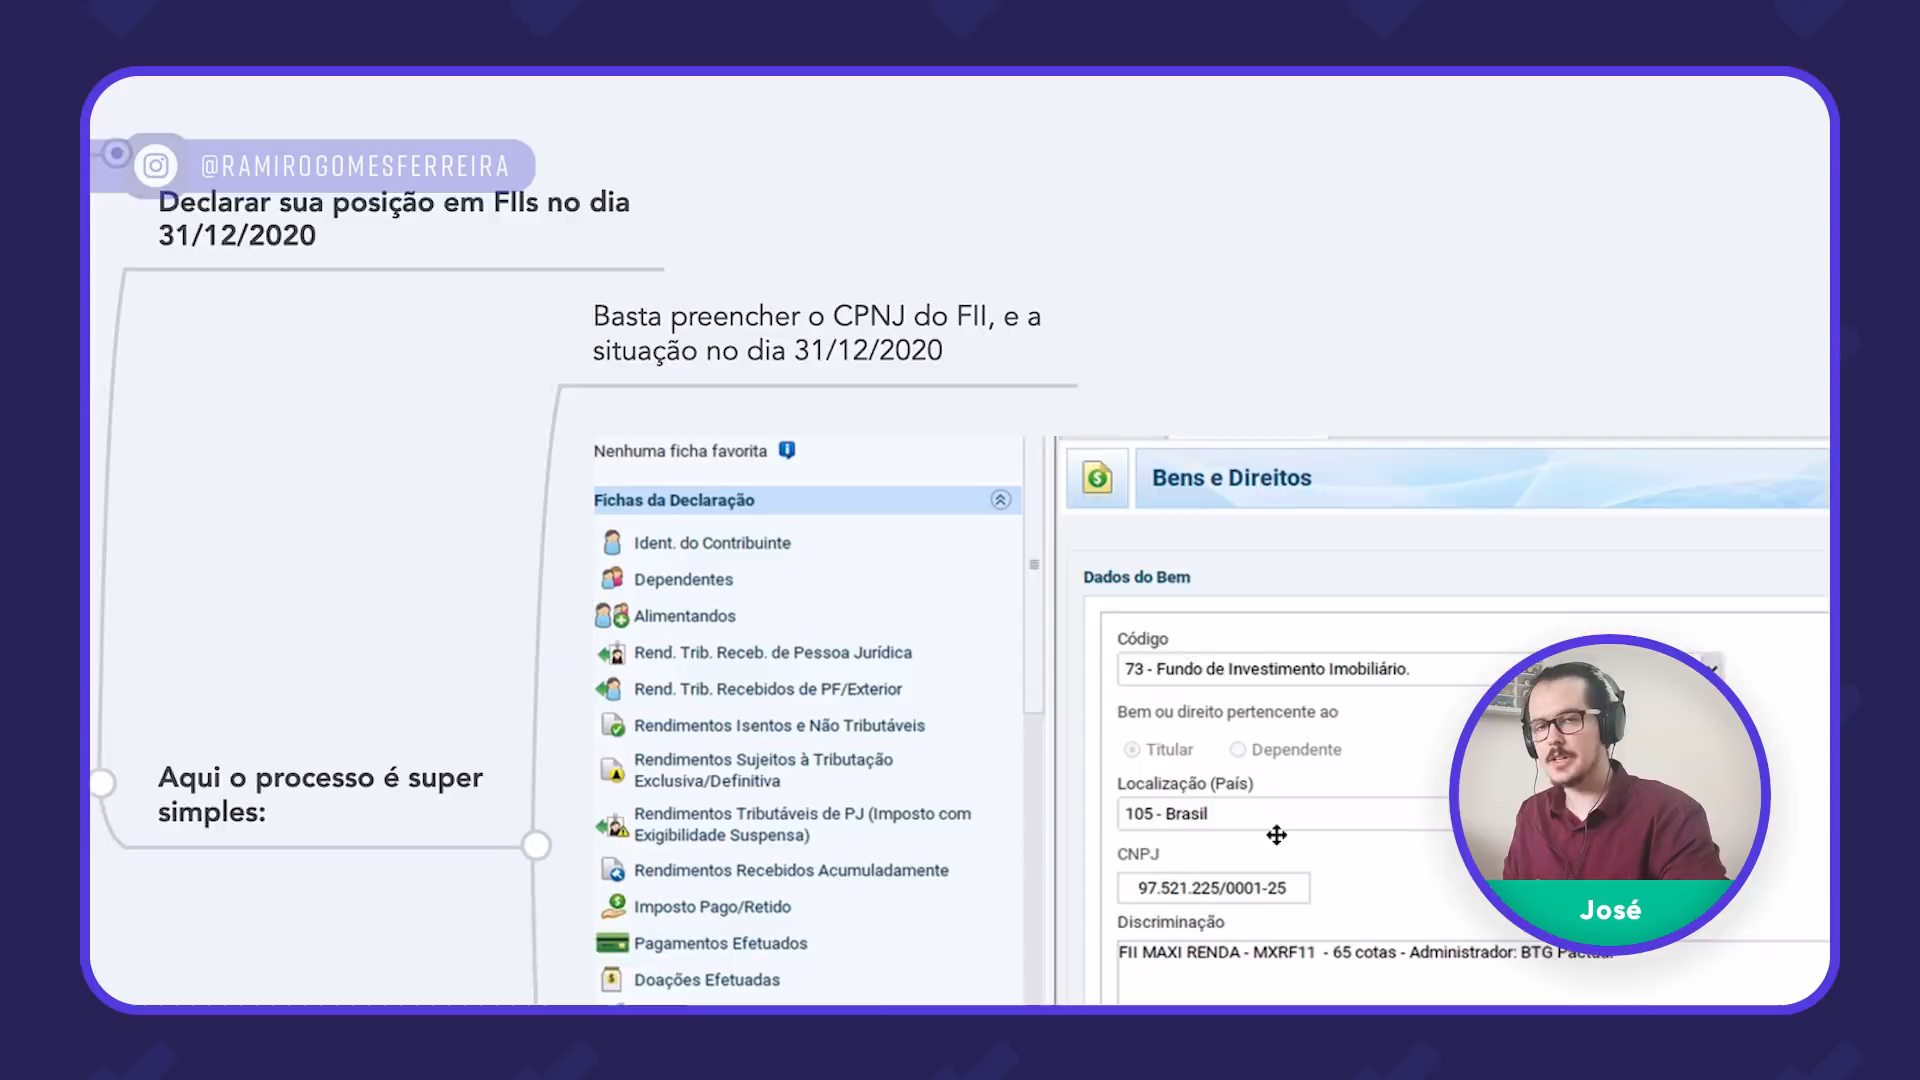 @RAMIROGOMESFERREIRA
Declarar sua posição em FIIs no dia
31/12/2020
Basta preencher o CPNJ do FII, e a
situação no dia 31/12/2020
Aqui o processo é super
simples:
Nenhuma ficha favorita
Fichas da Declaração
Ident. do Contribuinte
Dependentes
Alimentandos
Rend. Trib. Receb. de Pessoa Jurídica
Rend. Trib. Recebidos de PF/Exterior
Rendimentos Isentos e Não Tributáveis
Rendimentos Sujeitos à Tributação
Exclusiva/Definitiva
Rendimentos Tributáveis de PJ (Imposto com
Exigibilidade Suspensa)
Rendimentos Recebidos Acumuladamente
Imposto Pago/Retido
Pagamentos Efetuados
Doações Efetuadas
Bens e Direitos
Dados do Bem
Código
73 - Fundo de Investimento Imobiliário.
Bem ou direito pertencente ao
Titular Dependente
Localização (País)
105 - Brasil
CNPJ
97.521.225/0001-25
Discriminação
FII MAXI RENDA - MXRF11 - 65 cotas - Administrador: BTG
José